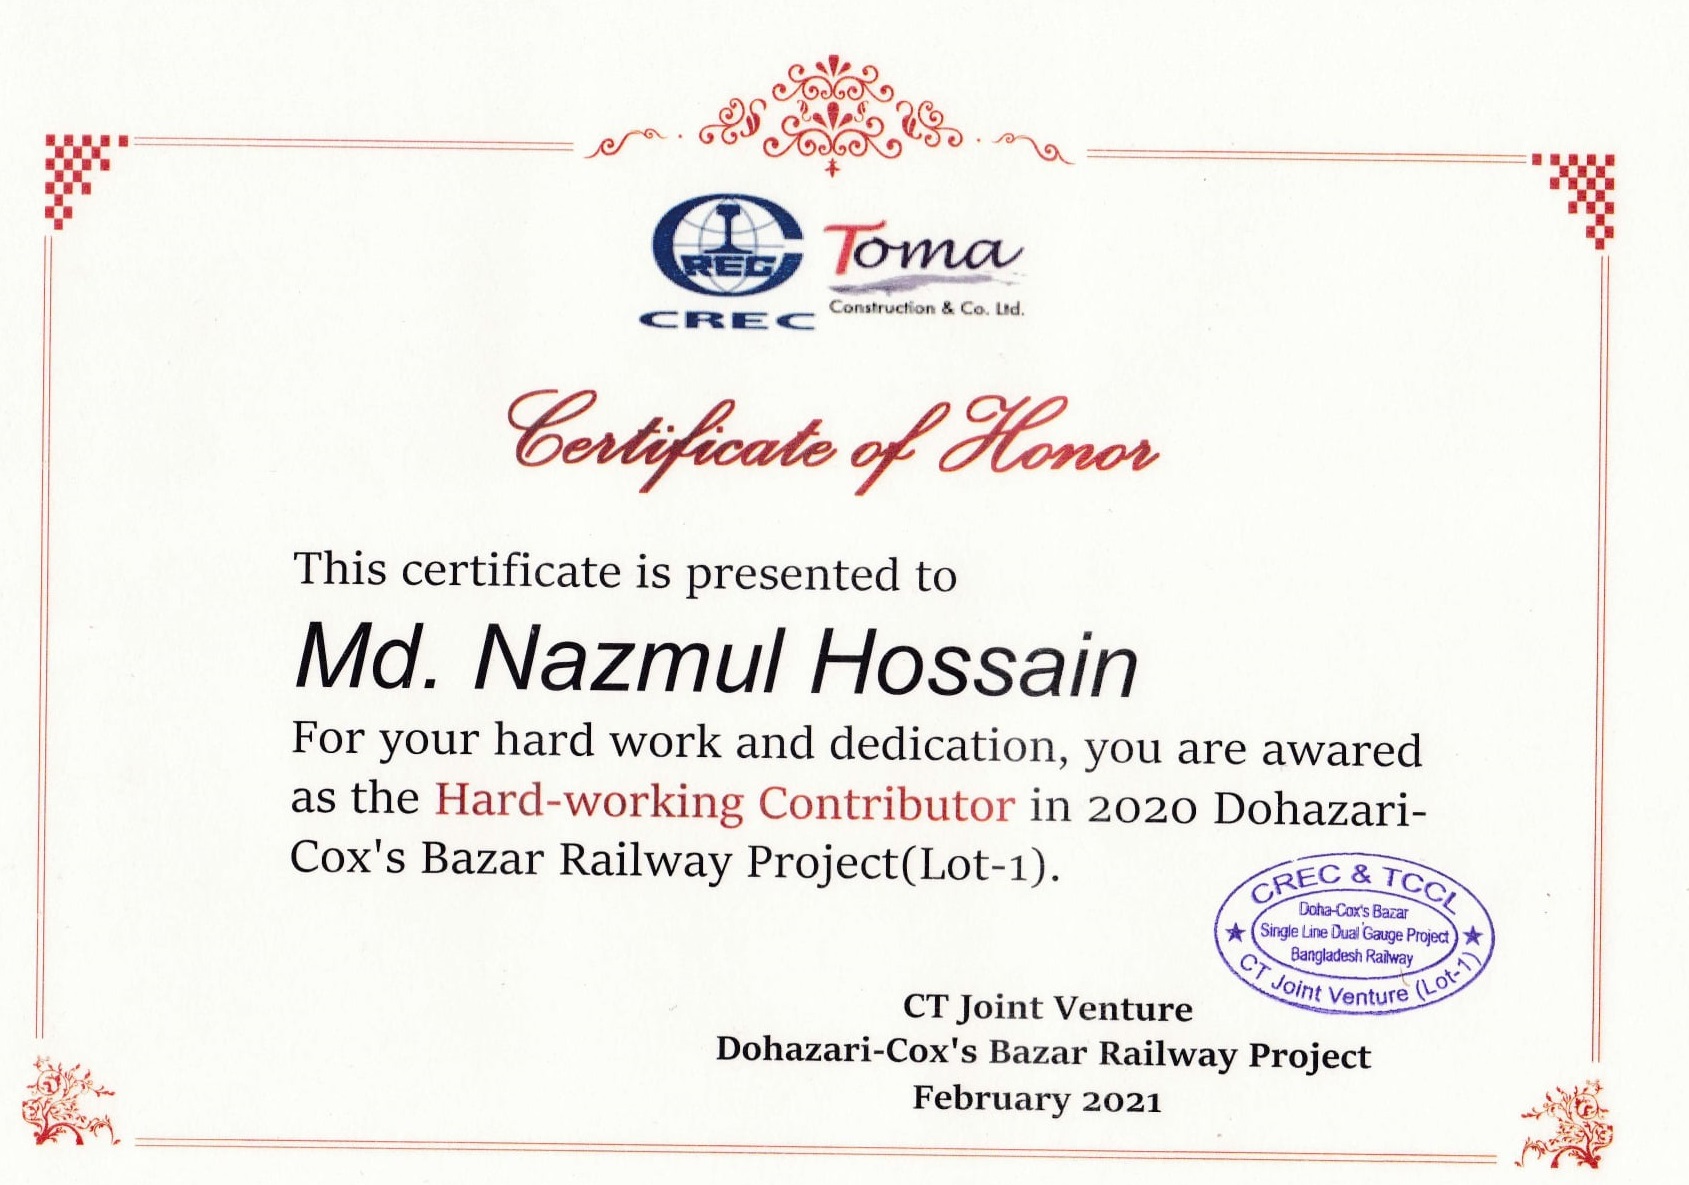 CREC
CREC
Toma
Construction & Co. Ltd.
Certificate of Honor
This certificate is presented to
Md. Nazmul Hossain
For your hard work and dedication, you are awared
as the Hard-working Contributor in 2020 Dohazari-
Cox's Bazar Railway Project(Lot-1).
CREC & TCCL
Doha-Cox's Bazar
Single Line Dual Gauge Project
Bangladesh Railway
CT Joint Venture (Lot-1)
CT Joint Venture
Dohazari-Cox's Bazar Railway Project
February 2021